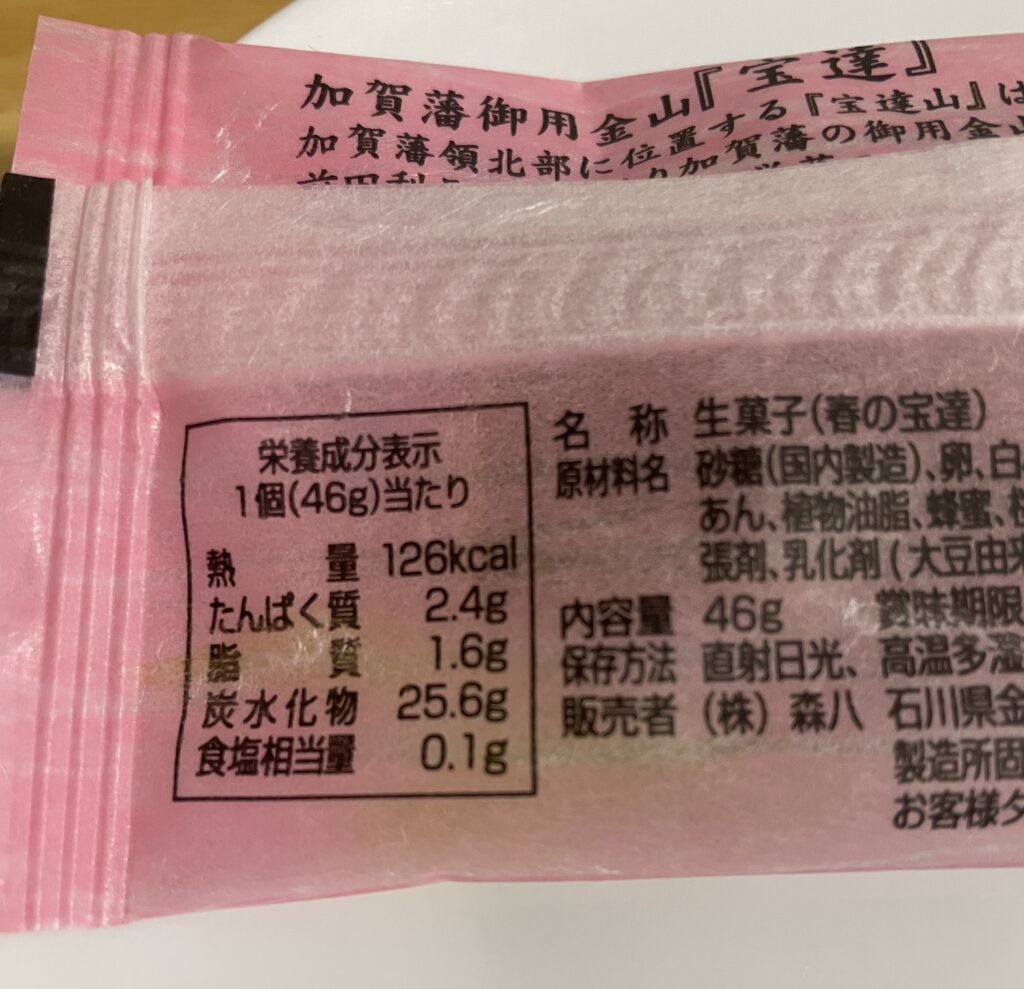 加賀藩御用金山『宝達』
加賀藩領北部に位置する『宝達山』は
加賀藩の御用金山
栄養成分表示
1個(46g)当たり
熱量 126kcal
たんぱく質 2.4g
脂質 1.6g
炭水化物 25.6g
食塩相当量 0.1g
名称 生菓子(春の宝達)
原材料名 砂糖(国内製造)、卵、白
あん、植物油脂、蜂蜜、
張剤、乳化剤(大豆由来
内容量 46g 賞味期限
保存方法 直射日光、高温多湿
販売者 (株)森八 石川県金
製造所固
お客様